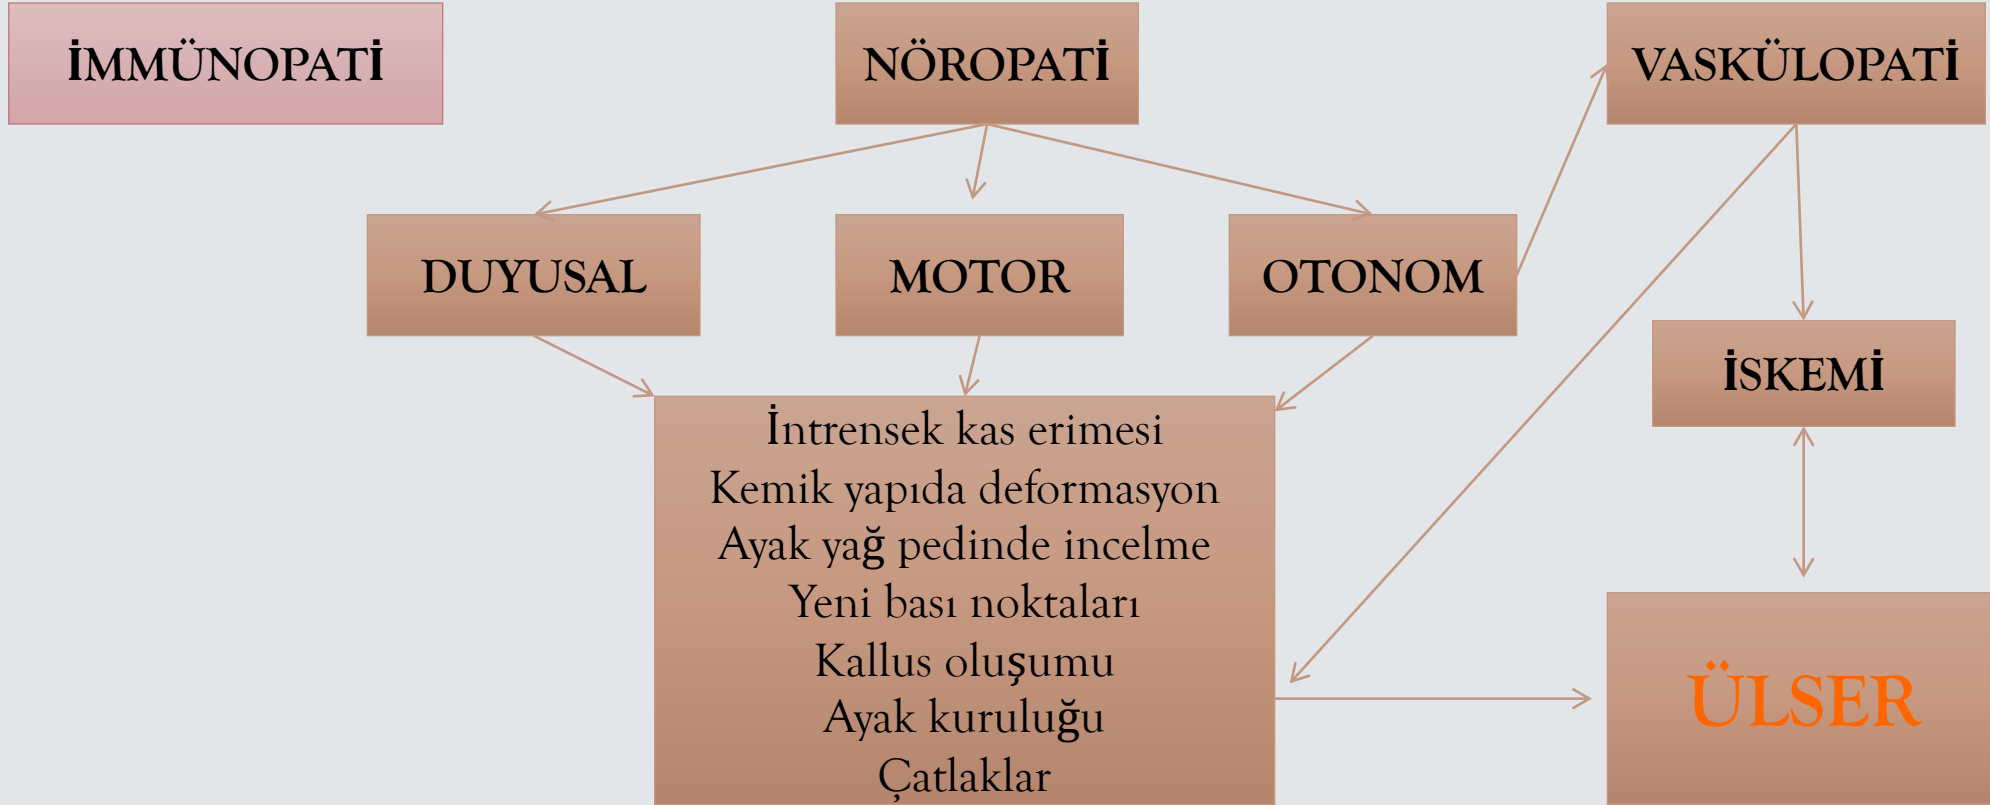 İMMÜNOPATİ
NÖROPATİ
VASKÜLOPATİ
DUYUSAL
MOTOR
OTONOM
İSKEMİ
İntrensek kas erimesi
Kemik yapıda deformasyon
Ayak yağ pedinde incelme
Yeni bası noktaları
Kallus oluşumu
Ayak kuruluğu
Çatlaklar
ÜLSER